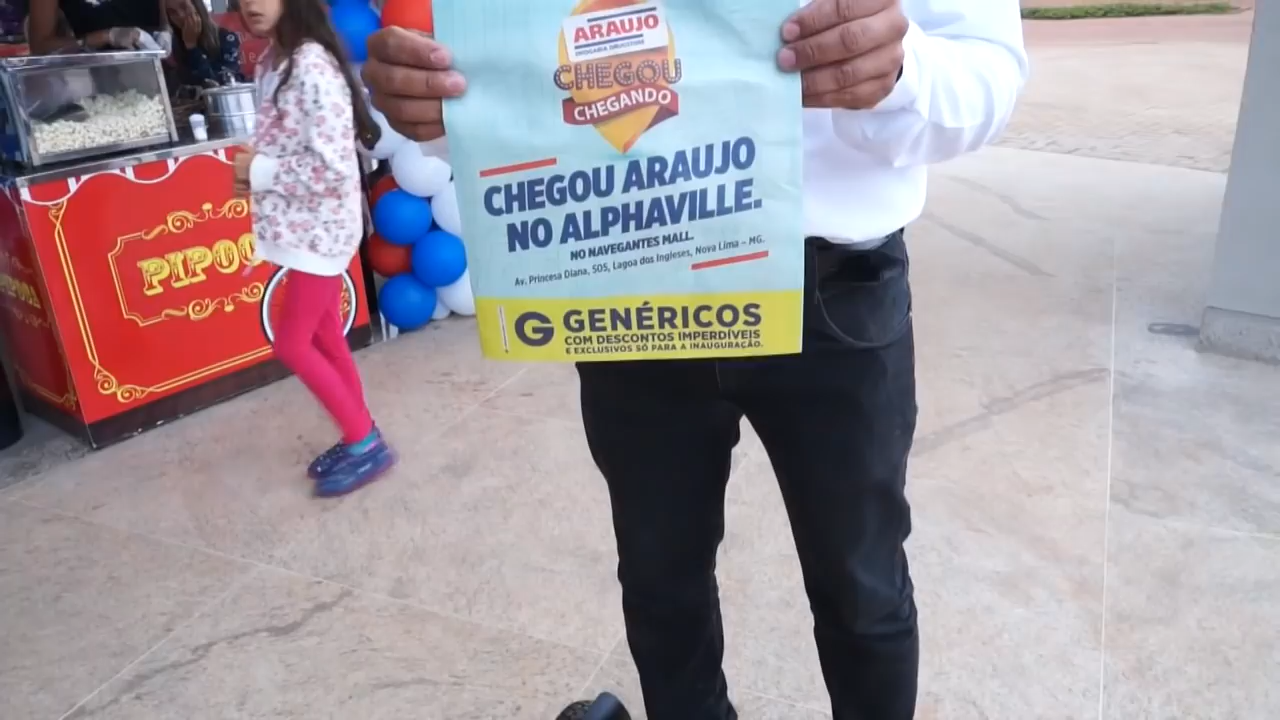 ARAUJO
DROGARIA DRUGSTORE
CHEGOU
CHEGANDO
CHEGOU ARAUJO
NO ALPHAVILLE.
NO NAVEGANTES MALL.
Av. Princesa Diana, 505, Lagoa dos Ingleses, Nova Lima – MG.
G GENÉRICOS
COM DESCONTOS IMPERDÍVEIS
E EXCLUSIVOS SÓ PARA A INAUGURAÇÃO.
PIPOC